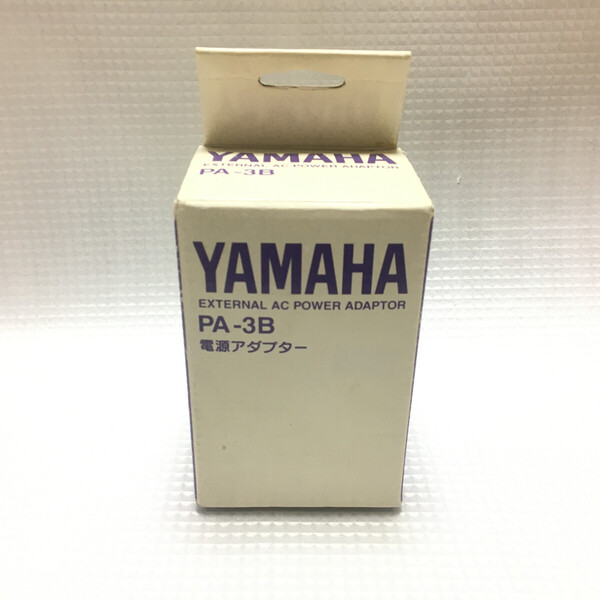 YAMAHA
EXTERNAL AC POWER ADAPTOR
PA-3B
YAMAHA
EXTERNAL AC POWER ADAPTOR
PA-3B
電源アダプター